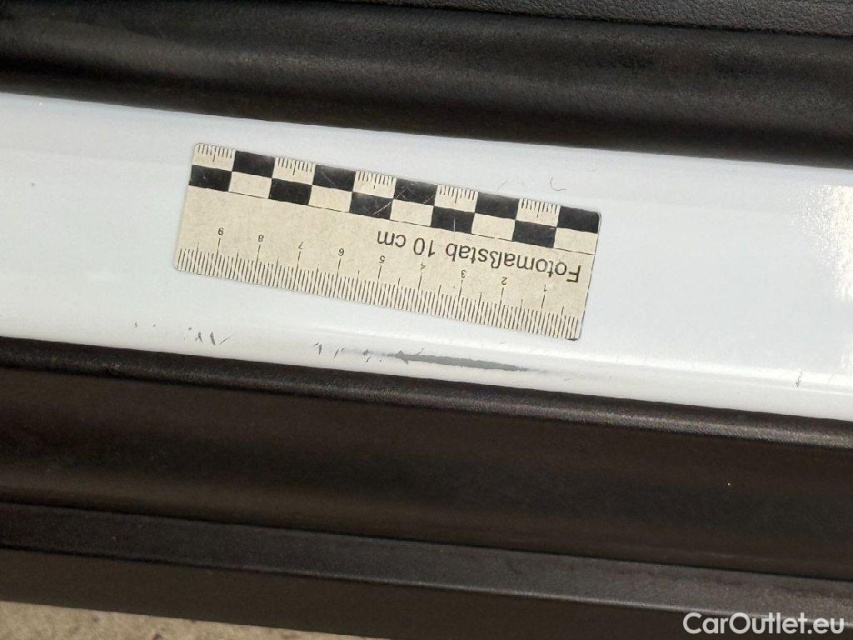 Fotomaßstab 10 cm
1 2 3 4 5 6 7 8 9
CarOutlet.eu